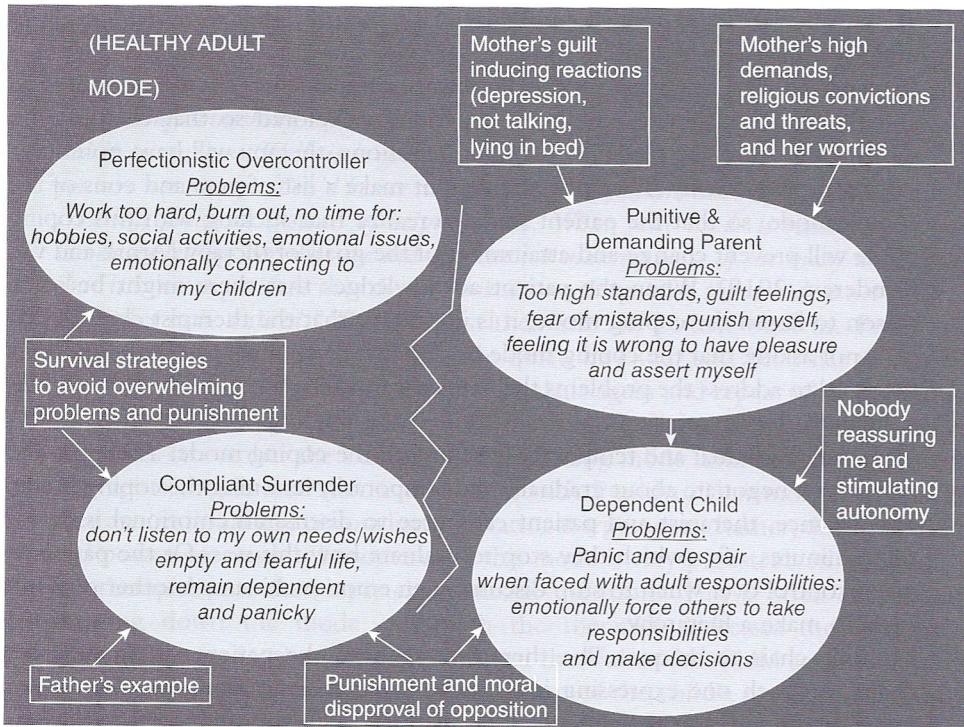 (HEALTHY ADULT
MODE)
Mother's guilt
inducing reactions
(depression,
not talking,
lying in bed)
Mother's high
demands,
religious convictions
and threats,
and her worries
Perfectionistic Overcontroller
Problems:
Work too hard, burn out, no time for:
hobbies, social activities, emotional issues,
emotionally connecting to
my children
Punitive &
Demanding Parent
Problems:
Too high standards, guilt feelings,
fear of mistakes, punish myself,
feeling it is wrong to have pleasure
and assert myself
Survival strategies
to avoid overwhelming
problems and punishment
Nobody
reassuring
me and
stimulating
autonomy
Compliant Surrender
Problems:
don't listen to my own needs/wishes
empty and fearful life,
remain dependent
and panicky
Dependent Child
Problems:
Panic and despair
when faced with adult responsibilities:
emotionally force others to take
responsibilities
and make decisions
Father's example
Punishment and moral
dispproval of opposition